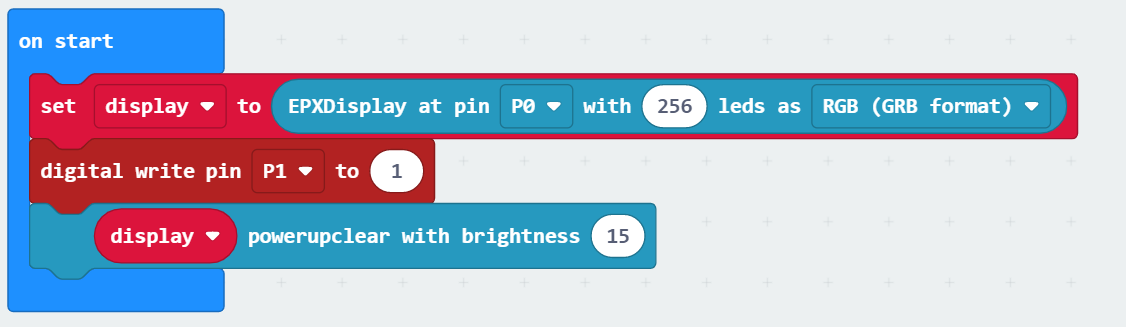 on start
set display to EPXDisplay at pin P0 with 256 leds as RGB (GRB format)
digital write pin P1 to 1
display powerupclear with brightness 15